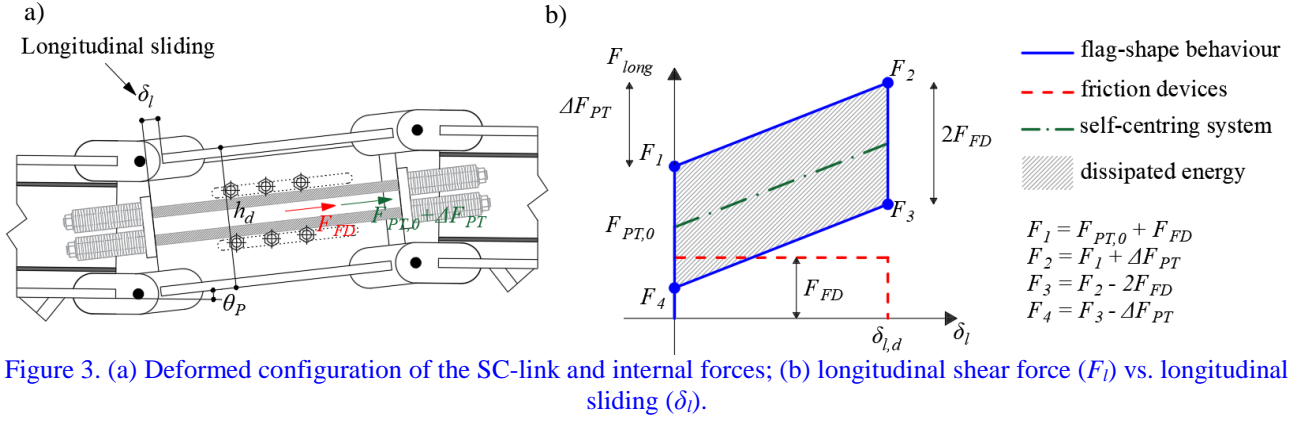 a)
Longitudinal sliding
δl
hd
FFD
FPT,0+ΔFPT
θP
b)
Flong
ΔFPT
F1
FPT,0
F4
F2
2FFD
F3
FFD
δl,d
δl
flag-shape behaviour
friction devices
self-centring system
dissipated energy
F1 = FPT,0 + FFD
F2 = F1 + ΔFPT
F3 = F2 - 2FFD
F4 = F3 - ΔFPT
Figure 3. (a) Deformed configuration of the SC-link and internal forces; (b) longitudinal shear force (Fl) vs. longitudinal
sliding (δl).